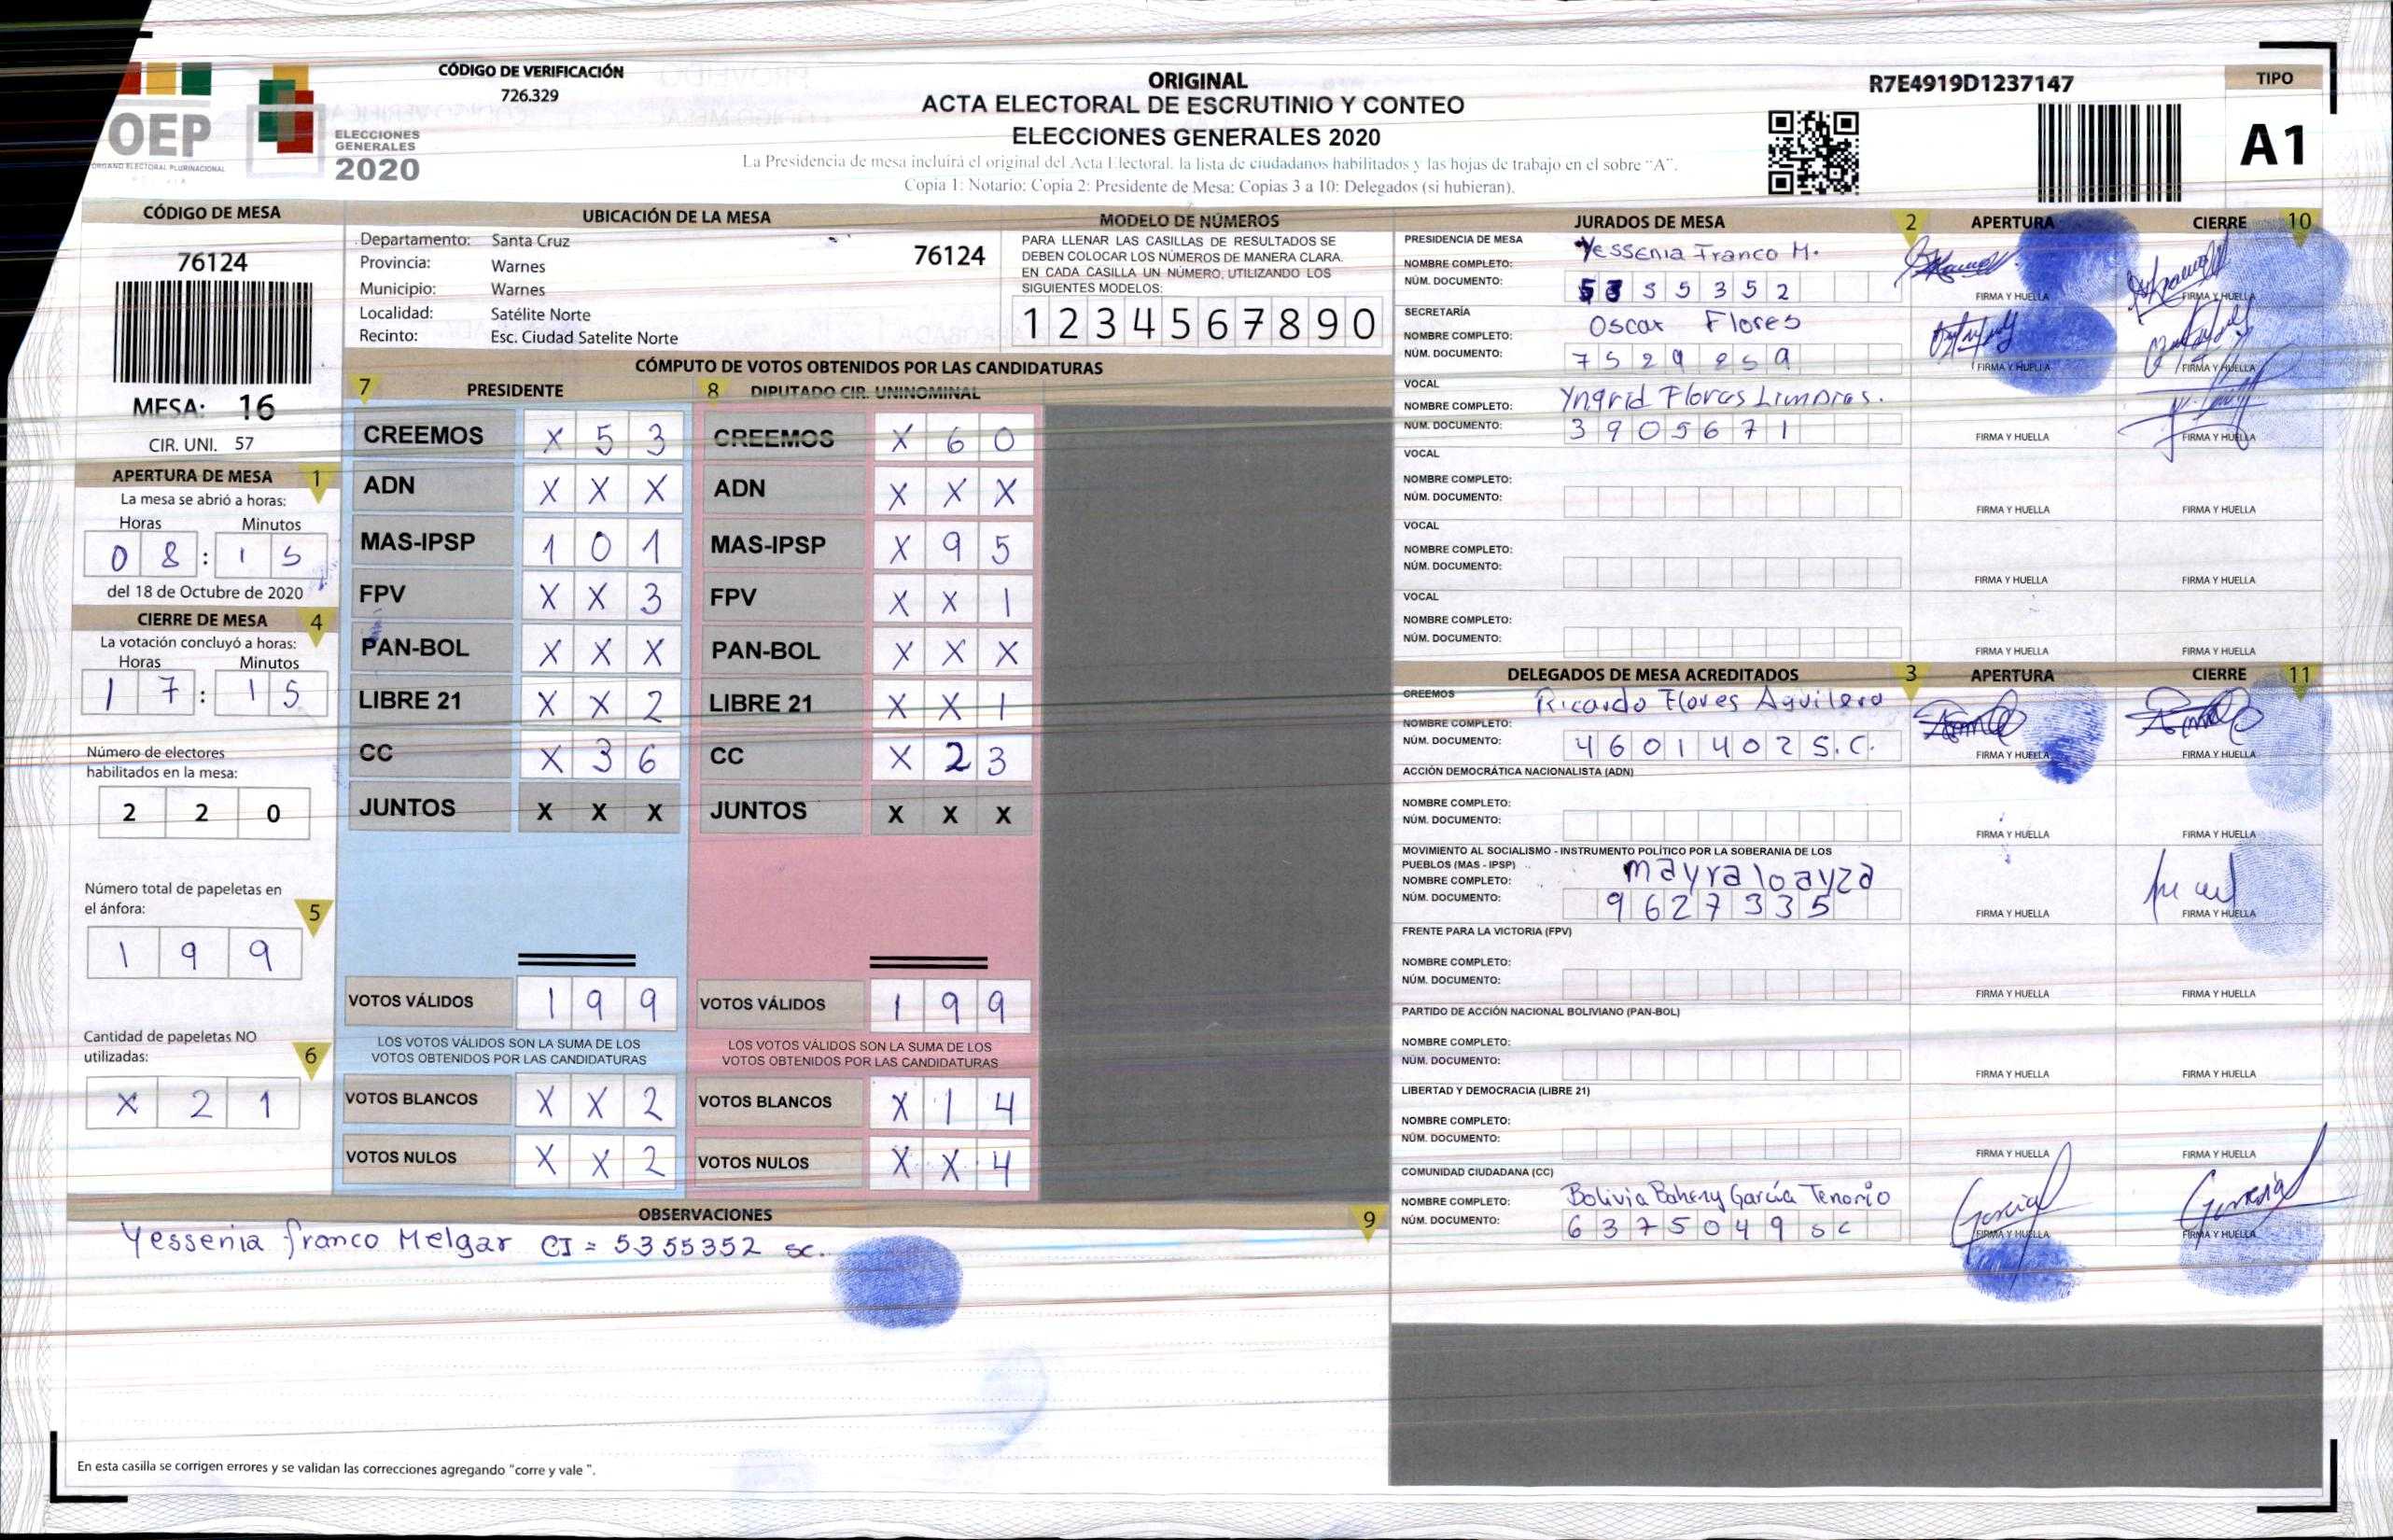 CÓDIGO DE VERIFICACIÓN
726.329
OEP
ÓRGANO ELECTORAL PLURINACIONAL
ELECCIONES
GENERALES
2020
ORIGINAL
ACTA ELECTORAL DE ESCRUTINIO Y CONTEO
ELECCIONES GENERALES 2020
La Presidencia de mesa incluirá el original del Acta Electoral, la lista de ciudadanos habilitados y las hojas de trabajo en el sobre "A".
Copia 1: Notario; Copia 2: Presidente de Mesa; Copias 3 a 10: Delegados (si hubieran).
R7E4919D1237147
TIPO
A1
CÓDIGO DE MESA
76124
MESA: 16
CIR. UNI. 57
APERTURA DE MESA 1
La mesa se abrió a horas:
Horas Minutos
0 8 : 1 5
del 18 de Octubre de 2020
CIERRE DE MESA 4
La votación concluyó a horas:
Horas Minutos
1 7 : 1 5
Número de electores
habilitados en la mesa:
2 2 0
Número total de papeletas en
el ánfora: 5
1 9 9
Cantidad de papeletas NO
utilizadas: 6
X 2 1
UBICACIÓN DE LA MESA
Departamento: Santa Cruz
76124
Provincia: Warnes
Municipio: Warnes
Localidad: Satélite Norte
Recinto: Esc. Ciudad Satelite Norte
MODELO DE NÚMEROS
PARA LLENAR LAS CASILLAS DE RESULTADOS SE
DEBEN COLOCAR LOS NÚMEROS DE MANERA CLARA.
EN CADA CASILLA UN NÚMERO, UTILIZANDO LOS
SIGUIENTES MODELOS:
1 2 3 4 5 6 7 8 9 0
CÓMPUTO DE VOTOS OBTENIDOS POR LAS CANDIDATURAS
7 PRESIDENTE
CREEMOS X 5 3
ADN X X X
MAS-IPSP 1 0 1
FPV X X 3
PAN-BOL X X X
LIBRE 21 X X 2
CC X 3 6
JUNTOS X X X
VOTOS VÁLIDOS 1 9 9
LOS VOTOS VÁLIDOS SON LA SUMA DE LOS
VOTOS OBTENIDOS POR LAS CANDIDATURAS
VOTOS BLANCOS X X 2
VOTOS NULOS X X 2
8 DIPUTADO CIR. UNINOMINAL
CREEMOS X 6 0
ADN X X X
MAS-IPSP X 9 5
FPV X X 1
PAN-BOL X X X
LIBRE 21 X X 1
CC X 2 3
JUNTOS X X X
VOTOS VÁLIDOS 1 9 9
LOS VOTOS VÁLIDOS SON LA SUMA DE LOS
VOTOS OBTENIDOS POR LAS CANDIDATURAS
VOTOS BLANCOS X 1 4
VOTOS NULOS X X 4
OBSERVACIONES 9
Yessenia franco Melgar CI = 5355352 sc.
En esta casilla se corrigen errores y se validan las correcciones agregando "corre y vale ".
JURADOS DE MESA 2 APERTURA CIERRE 10
PRESIDENCIA DE MESA
NOMBRE COMPLETO: Yessenia Franco M.
NÚM. DOCUMENTO: 5 3 5 5 3 5 2
FIRMA Y HUELLA FIRMA Y HUELLA
SECRETARÍA
NOMBRE COMPLETO: Oscar Flores
NÚM. DOCUMENTO: 7 5 2 9 2 5 9
FIRMA Y HUELLA FIRMA Y HUELLA
VOCAL
NOMBRE COMPLETO: Yngrid Flores
NÚM. DOCUMENTO: 3 9 0 5 6 7 1
FIRMA Y HUELLA FIRMA Y HUELLA
VOCAL
NOMBRE COMPLETO:
NÚM. DOCUMENTO:
FIRMA Y HUELLA FIRMA Y HUELLA
VOCAL
NOMBRE COMPLETO:
NÚM. DOCUMENTO:
FIRMA Y HUELLA FIRMA Y HUELLA
VOCAL
NOMBRE COMPLETO:
NÚM. DOCUMENTO:
FIRMA Y HUELLA FIRMA Y HUELLA
DELEGADOS DE MESA ACREDITADOS 3 APERTURA CIERRE 11
CREEMOS
NOMBRE COMPLETO: Ricardo Flores Aguilera
NÚM. DOCUMENTO: 4 6 0 1 4 0 2 S.C.
FIRMA Y HUELLA FIRMA Y HUELLA
ACCIÓN DEMOCRÁTICA NACIONALISTA (ADN)
NOMBRE COMPLETO:
NÚM. DOCUMENTO:
FIRMA Y HUELLA FIRMA Y HUELLA
MOVIMIENTO AL SOCIALISMO - INSTRUMENTO POLÍTICO POR LA SOBERANIA DE LOS
PUEBLOS (MAS - IPSP)
NOMBRE COMPLETO: mayra loayza
NÚM. DOCUMENTO: 9 6 2 7 3 3 5
FIRMA Y HUELLA FIRMA Y HUELLA
FRENTE PARA LA VICTORIA (FPV)
NOMBRE COMPLETO:
NÚM. DOCUMENTO:
FIRMA Y HUELLA FIRMA Y HUELLA
PARTIDO DE ACCIÓN NACIONAL BOLIVIANO (PAN-BOL)
NOMBRE COMPLETO:
NÚM. DOCUMENTO:
FIRMA Y HUELLA FIRMA Y HUELLA
LIBERTAD Y DEMOCRACIA (LIBRE 21)
NOMBRE COMPLETO:
NÚM. DOCUMENTO:
FIRMA Y HUELLA FIRMA Y HUELLA
COMUNIDAD CIUDADANA (CC)
NOMBRE COMPLETO: Bolivia García Tenorio
NÚM. DOCUMENTO: 6 3 7 5 0 4 9 s c
FIRMA Y HUELLA FIRMA Y HUELLA